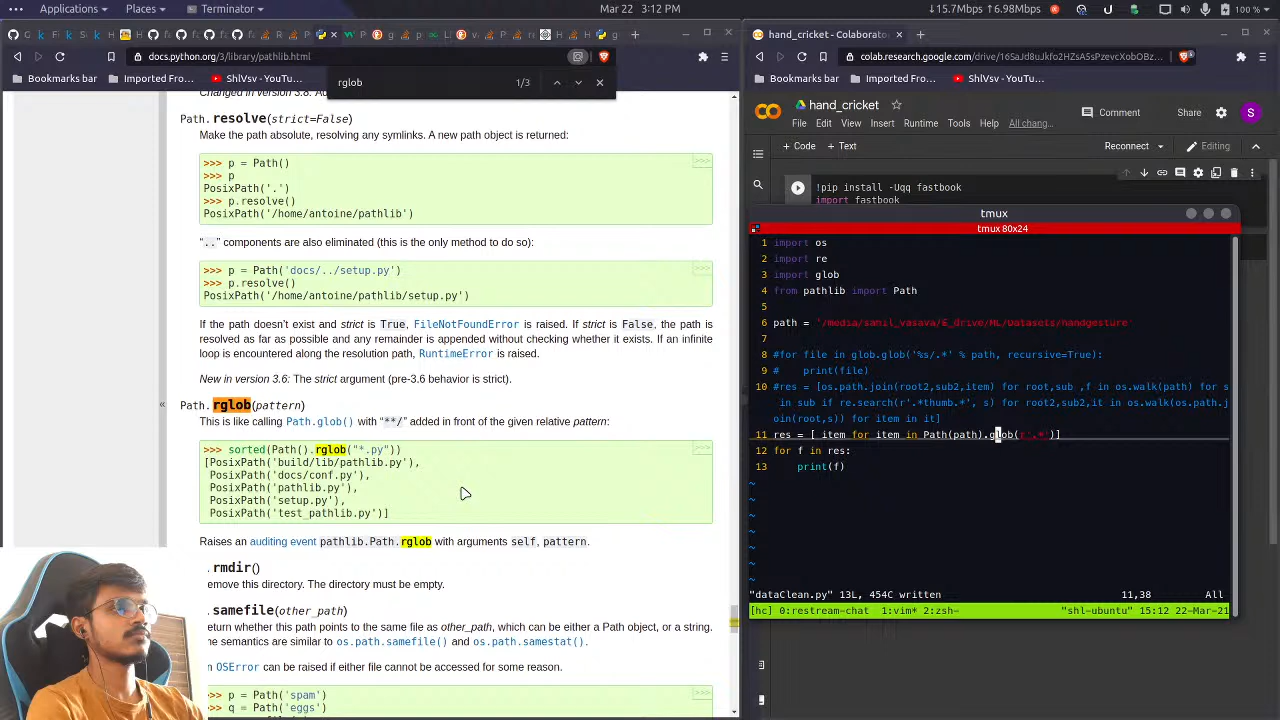 Applications
Places
Terminator
Mar 22 3:12 PM
15.7Mbps
6.98Mbps
100 %
docs.python.org/3/library/pathlib.html
Bookmarks bar
Imported From…
ShlVsv - YouTu…
rglob
1/3
Path.resolve(strict=False)
Make the path absolute, resolving any symlinks. A new path object is returned:
>>> p = Path()
>>> p
PosixPath('.')
>>> p.resolve()
PosixPath('/home/antoine/pathlib')
>>>
“..” components are also eliminated (this is the only method to do so):
>>> p = Path('docs/../setup.py')
>>> p.resolve()
PosixPath('/home/antoine/pathlib/setup.py')
>>>
If the path doesn’t exist and strict is True, FileNotFoundError is raised. If strict is False, the path is
resolved as far as possible and any remainder is appended without checking whether it exists. If an infinite
loop is encountered along the resolution path, RuntimeError is raised.
New in version 3.6: The strict argument (pre-3.6 behavior is strict).
«
Path.rglob(pattern)
This is like calling Path.glob() with “**/” added in front of the given relative pattern:
>>> sorted(Path().rglob("*.py"))
[PosixPath('build/lib/pathlib.py'),
PosixPath('docs/conf.py'),
PosixPath('pathlib.py'),
PosixPath('setup.py'),
PosixPath('test_pathlib.py')]
>>>
Raises an auditing event pathlib.Path.rglob with arguments self, pattern.
.rmdir()
emove this directory. The directory must be empty.
.samefile(other_path)
eturn whether this path points to the same file as other_path, which can be either a Path object, or a string.
he semantics are similar to os.path.samefile() and os.path.samestat().
n OSError can be raised if either file cannot be accessed for some reason.
>>> p = Path('spam')
>>> q = Path('eggs')
>>>
hand_cricket - Colaborato
Bookmarks bar
Imported From…
ShlVsv - YouTu…
hand_cricket
File Edit View Insert Runtime Tools Help All chang…
Comment
Share
S
+ Code + Text
Reconnect
Editing
!pip install -Uqq fastbook
import fastbook
tmux
tmux 80x24
1 import os
2 import re
3 import glob
4 from pathlib import Path
5
6 path = '/media/sahil_vasava/E_drive/ML/Datasets/handgesture'
7
8 #for file in glob.glob('%s/.*' % path, recursive=True):
9 #    print(file)
10 #res = [os.path.join(root2,sub2,item) for root,sub ,f in os.walk(path) for s
in sub if re.search(r'.*thumb.*', s) for root2,sub2,it in os.walk(os.path.j
oin(root,s)) for item in it]
11 res = [ item for item in Path(path).glob(r'.*')]
12 for f in res:
13     print(f)
~
~
~
~
~
~
~
"dataClean.py" 13L, 454C written
11,38
All
[hc] 0:restream-chat 1:vim* 2:zsh-
"shl-ubuntu" 15:12 22-Mar-21